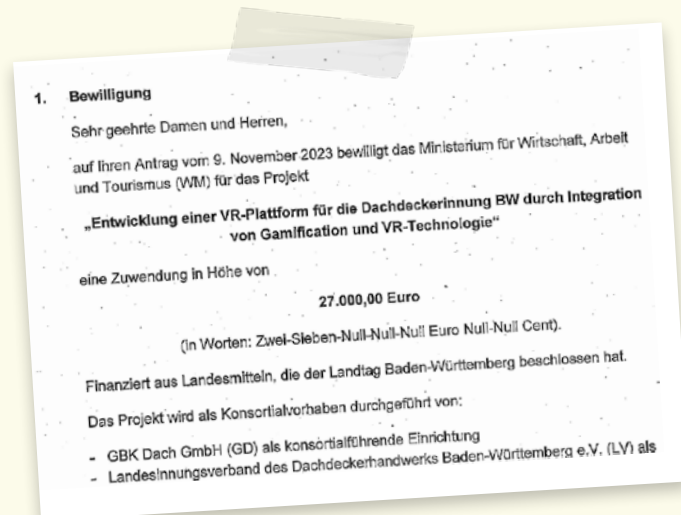 1. Bewilligung
Sehr geehrte Damen und Herren,
auf Ihren Antrag vom 9. November 2023 bewilligt das Ministerium für Wirtschaft, Arbeit
und Tourismus (WM) für das Projekt
„Entwicklung einer VR-Plattform für die Dachdeckerinnung BW durch Integration
von Gamification und VR-Technologie“
eine Zuwendung in Höhe von
27.000,00 Euro
(in Worten: Zwei-Sieben-Null-Null-Null Euro Null-Null Cent).
Finanziert aus Landesmitteln, die der Landtag Baden-Württemberg beschlossen hat.
Das Projekt wird als Konsortialvorhaben durchgeführt von:
- GBK Dach GmbH (GD) als konsortialführende Einrichtung
- Landesinnungsverband des Dachdeckerhandwerks Baden-Württemberg e.V. (LV) als